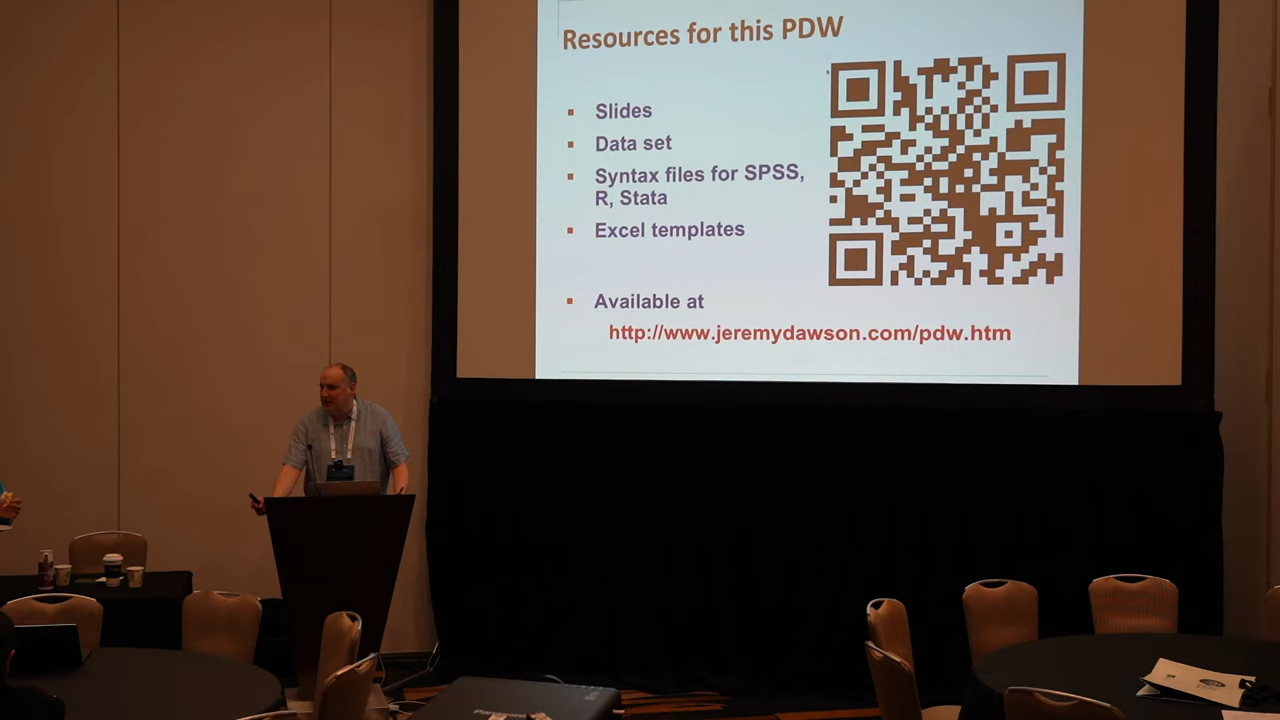 Resources for this PDW
Slides
Data set
Syntax files for SPSS,
R, Stata
Excel templates
Available at
http://www.jeremydawson.com/pdw.htm